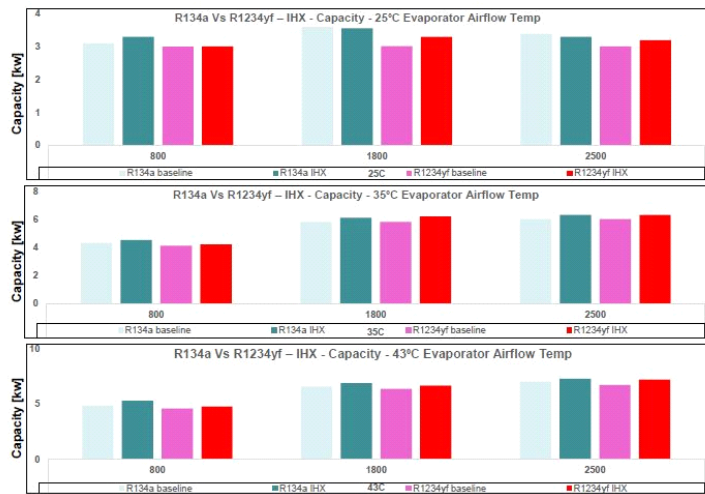 R134a Vs R1234yf – IHX - Capacity - 25ºC Evaporator Airflow Temp
Capacity [kw]
4
3
2
1
0
800 1800 2500
R134a baseline R134a IHX 25C R1234yf baseline R1234yf IHX
R134a Vs R1234yf – IHX - Capacity - 35ºC Evaporator Airflow Temp
Capacity [kw]
8
6
4
2
0
800 1800 2500
R134a baseline R134a IHX 35C R1234yf baseline R1234yf IHX
R134a Vs R1234yf – IHX - Capacity - 43ºC Evaporator Airflow Temp
Capacity [kw]
10
5
0
800 1800 2500
R134a baseline R134a IHX 43C R1234yf baseline R1234yf IHX